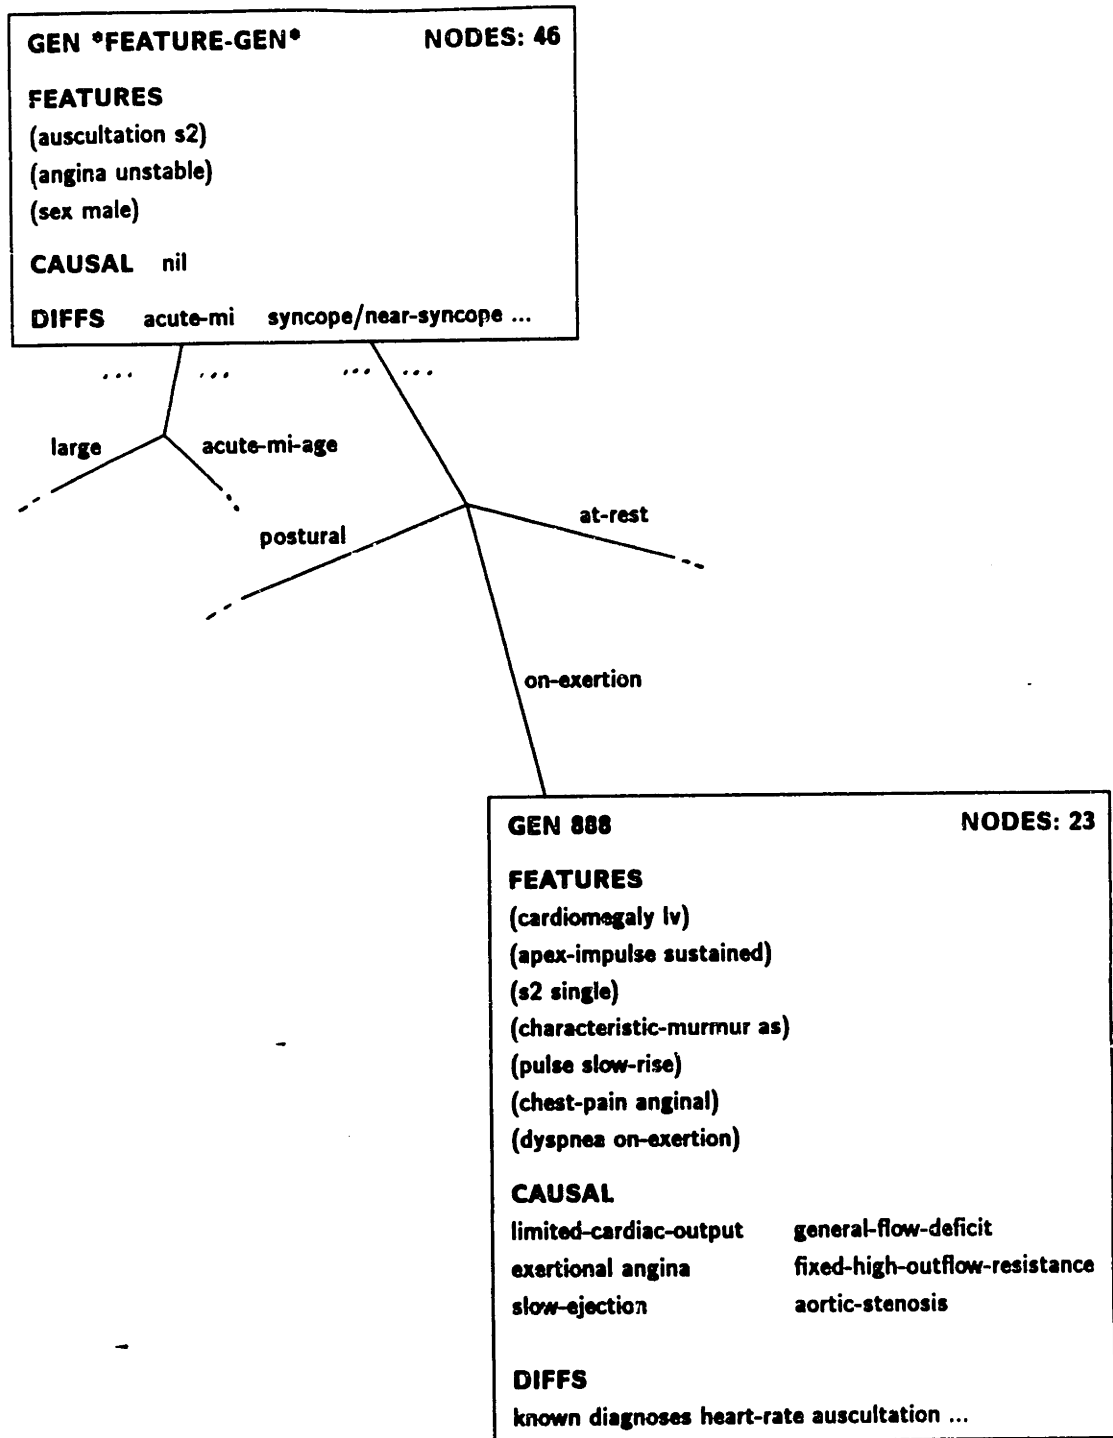 GEN *FEATURE-GEN* NODES: 46
FEATURES
(auscultation s2)
(angina unstable)
(sex male)
CAUSAL nil
DIFFS acute-mi syncope/near-syncope ...
... ... ... ...
large acute-mi-age
postural at-rest
on-exertion
GEN 888 NODES: 23
FEATURES
(cardiomegaly lv)
(apex-impulse sustained)
(s2 single)
(characteristic-murmur as)
(pulse slow-rise)
(chest-pain anginal)
(dyspnea on-exertion)
CAUSAL
limited-cardiac-output general-flow-deficit
exertional angina fixed-high-outflow-resistance
slow-ejection aortic-stenosis
DIFFS
known diagnoses heart-rate auscultation ...